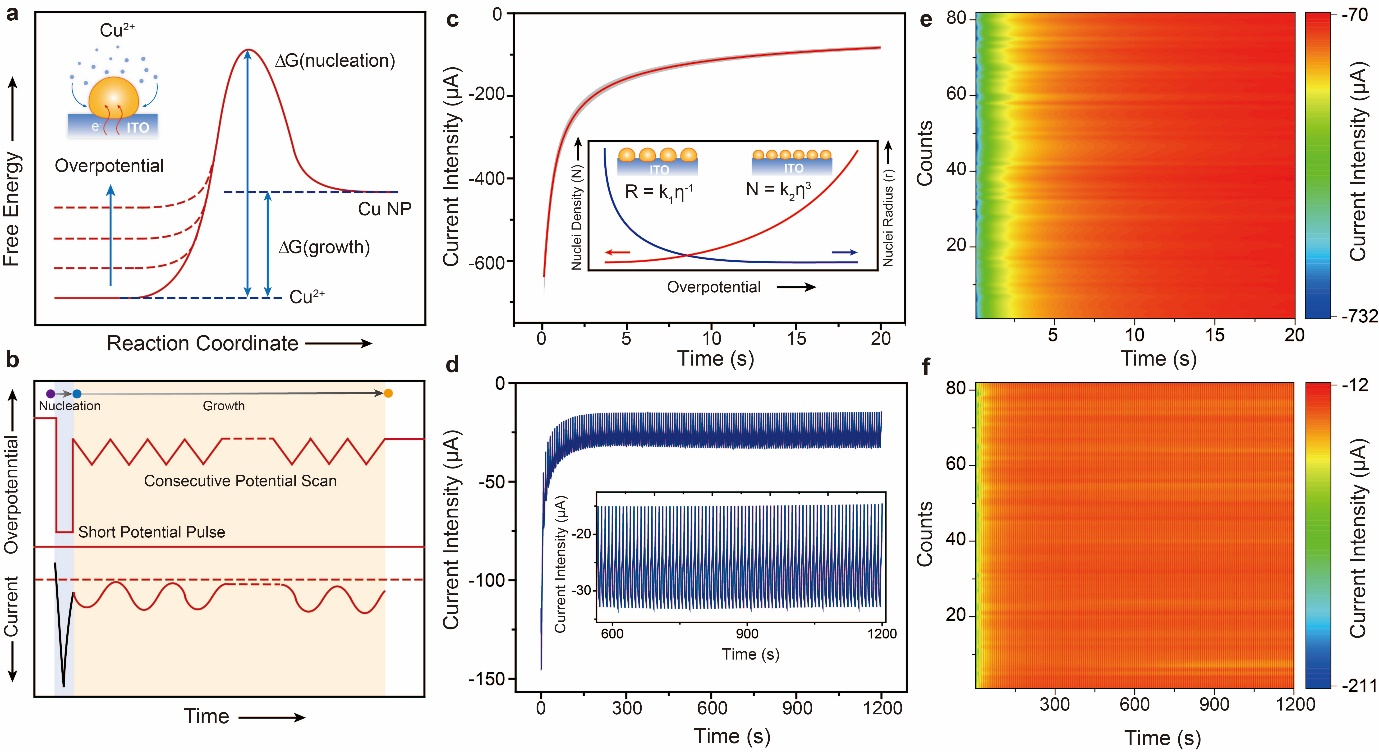 a
Cu²⁺
ΔG(nucleation)
e⁻
ITO
Overpotential
Cu NP
ΔG(growth)
Cu²⁺
Free Energy
Reaction Coordinate
b
Nucleation
Growth
Consecutive Potential Scan
Short Potential Pulse
Overpotenntial
Current
Time
c
0
-200
-400
-600
Current Intensity (µA)
Nuclei Density (N)
ITO
ITO
R = k₁η⁻¹
N = k₂η³
Nuclei Radius (r)
Overpotential
0
5
10
15
20
Time (s)
d
0
-50
-100
-150
Current Intensity (µA)
-20
-30
Current Intensity (µA)
600
900
1200
Time (s)
0
300
600
900
1200
Time (s)
e
80
60
40
20
Counts
5
10
15
20
Time (s)
-70
-732
Current Intensity (µA)
f
80
60
40
20
Counts
300
600
900
1200
Time (s)
-12
-211
Current Intensity (µA)